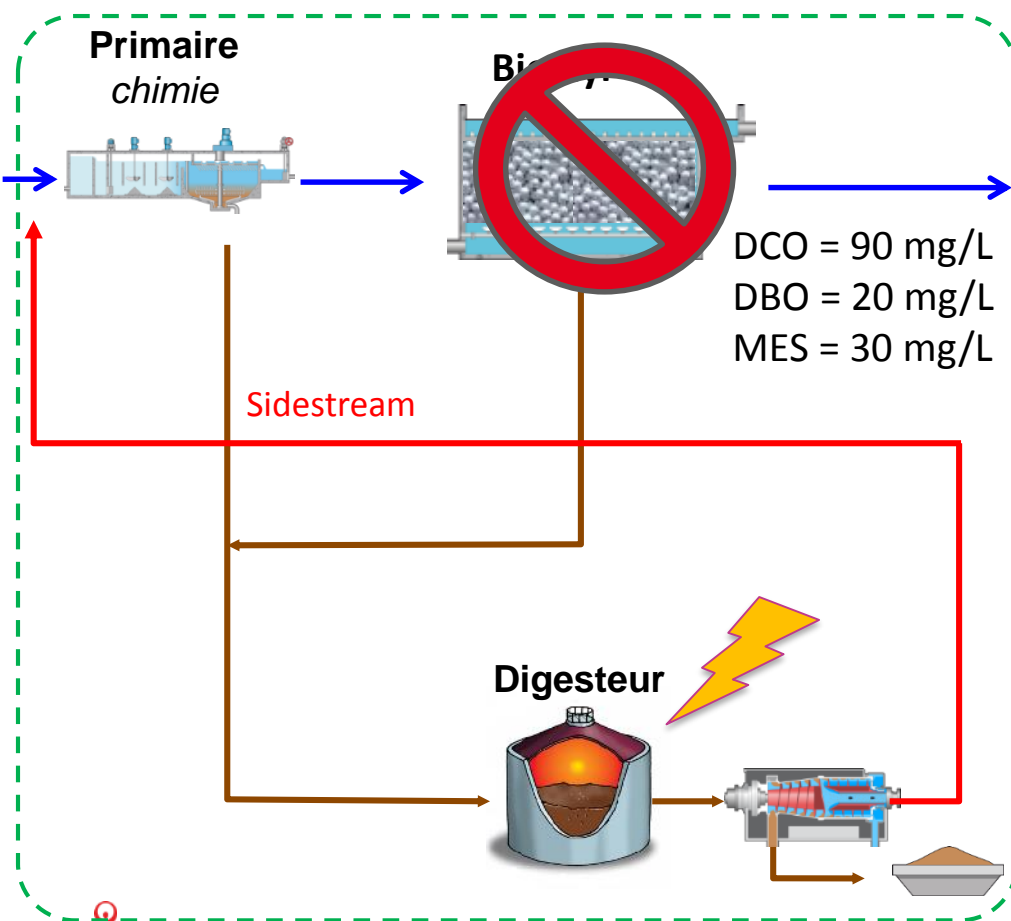 Primaire
chimie
DCO = 90 mg/L
DBO = 20 mg/L
MES = 30 mg/L
Sidestream
Digesteur